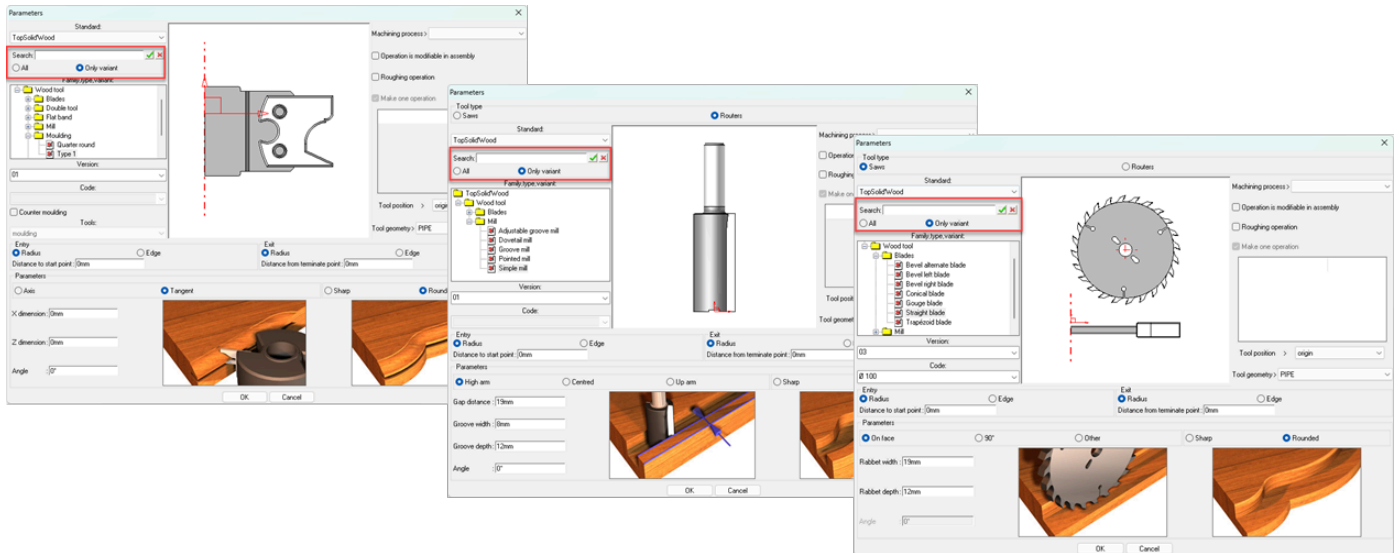 Parameters
Standard:
TopSolid'Wood
Search:
All
Only variant
Family,type,variant:
Wood tool
Blades
Double tool
Flat band
Mill
Moulding
Quarter round
Type 1
Version:
01
Code:
Counter moulding
Tools:
moulding
Machining process >
Operation is modifiable in assembly
Roughing operation
Make one operation
Tool position >
Tool geometry > PIPE
Entry
Radius
Edge
Distance to start point : 0mm
Exit
Radius
Edge
Distance from terminate point : 0mm
Parameters
Axis
Tangent
Sharp
X dimension : 0mm
Z dimension : 0mm
Angle : 0°
OK
Cancel
Parameters
Tool type
Saws
Routers
Standard:
TopSolid'Wood
Search:
All
Only variant
Family,type,variant:
TopSolid'Wood
Wood tool
Blades
Mill
Adjustable groove mill
Dovetail mill
Groove mill
Pointed mill
Simple mill
Version:
01
Code:
Entry
Radius
Edge
Distance to start point : 0mm
Exit
Radius
Distance from terminate point : 0mm
Parameters
High arm
Centred
Up arm
Sharp
Gap distance : 19mm
Groove width : 8mm
Groove depth : 12mm
Angle : 0°
OK
Cancel
Parameters
Tool type
Saws
Routers
Standard:
TopSolid'Wood
Search:
All
Only variant
Family,type,variant:
Wood tool
Blades
Bevel alternate blade
Bevel left blade
Bevel right blade
Conical blade
Gouge blade
Straight blade
Trapézoid blade
Mill
Version:
03
Code:
Ø 100
Machining process >
Operation is modifiable in assembly
Roughing operation
Make one operation
Tool position > origin
Tool geometry > PIPE
Entry
Radius
Edge
Distance to start point : 0mm
Exit
Radius
Edge
Distance from terminate point : 0mm
Parameters
On face
90°
Other
Sharp
Rounded
Rabbet width : 19mm
Rabbet depth : 12mm
Angle : 0°
OK
Cancel